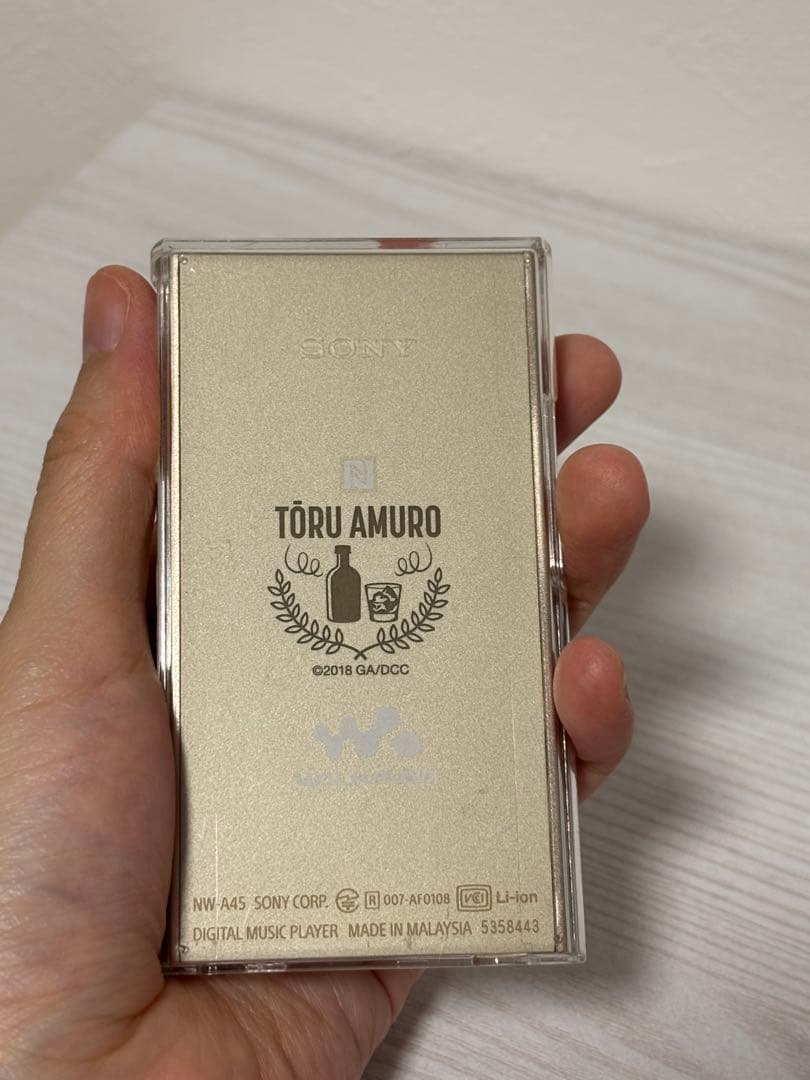 SONY
N
TŌRU AMURO
©2018 GA/DCC
NW-A45 SONY CORP. R 007-AF0108 VCI Li-ion
DIGITAL MUSIC PLAYER MADE IN MALAYSIA 5358443